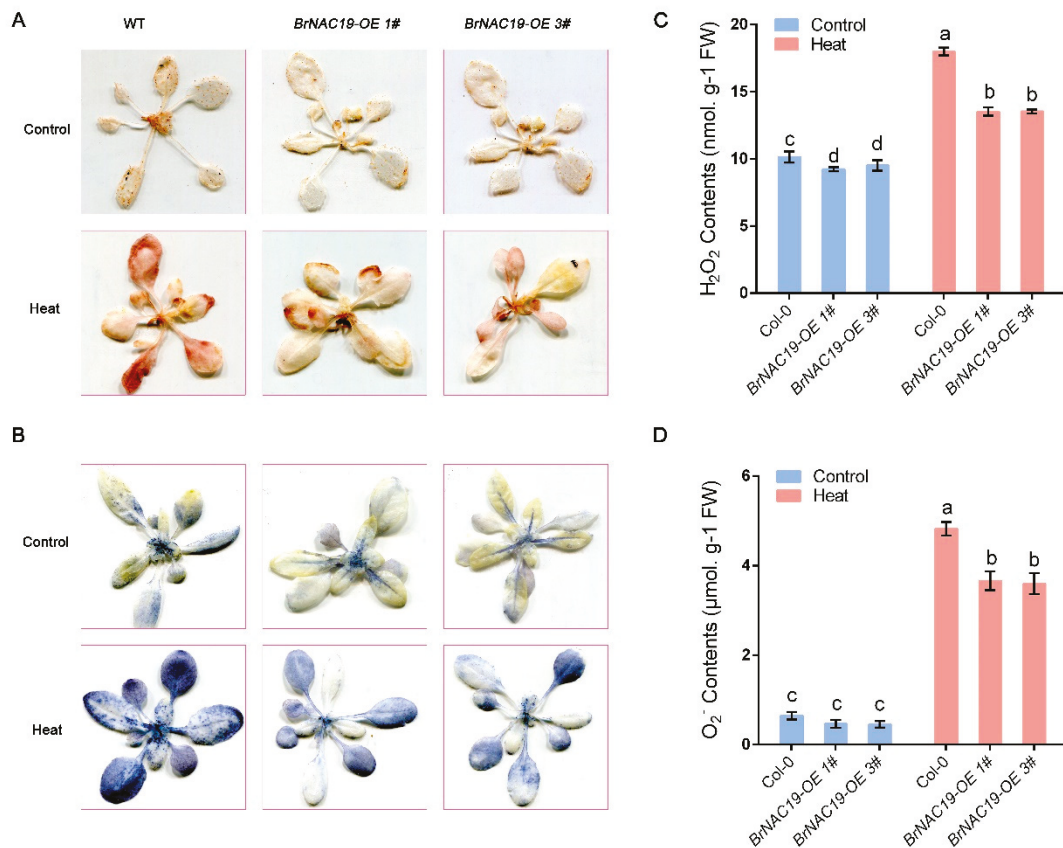 A
WT
BrNAC19-OE 1#
BrNAC19-OE 3#
Control
Heat
B
Control
Heat
C
Control
Heat
H₂O₂ Contents (nmol. g-1 FW)
20
15
10
5
0
c
d
d
a
b
b
Col-0
BrNAC19-OE 1#
BrNAC19-OE 3#
Col-0
BrNAC19-OE 1#
BrNAC19-OE 3#
D
Control
Heat
O₂⁻ Contents (μmol. g-1 FW)
6
4
2
0
c
c
c
a
b
b
Col-0
BrNAC19-OE 1#
BrNAC19-OE 3#
Col-0
BrNAC19-OE 1#
BrNAC19-OE 3#